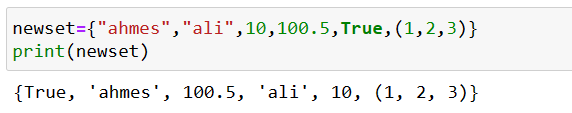 newset={"ahmes","ali",10,100.5,True,(1,2,3)}
print(newset)
{True, 'ahmes', 100.5, 'ali', 10, (1, 2, 3)}